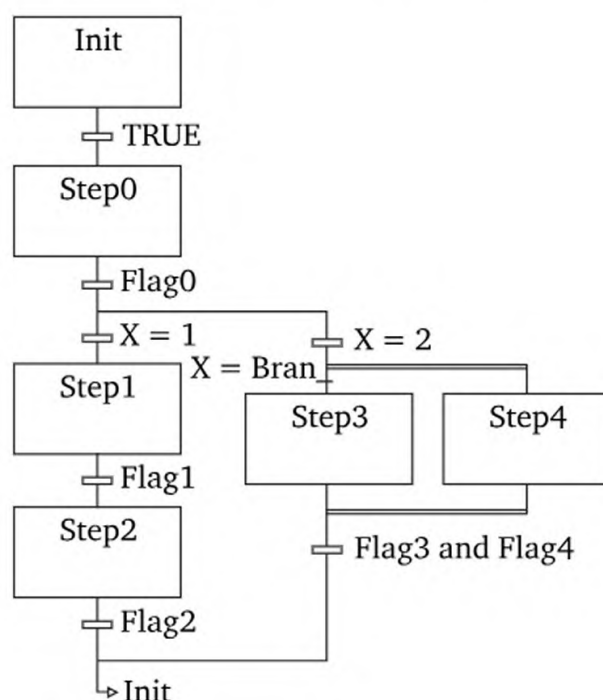 Init
TRUE
Step0
Flag0
X = 1
X = 2
X = Bran
Step1
Step3
Step4
Flag1
Step2
Flag3 and Flag4
Flag2
Init